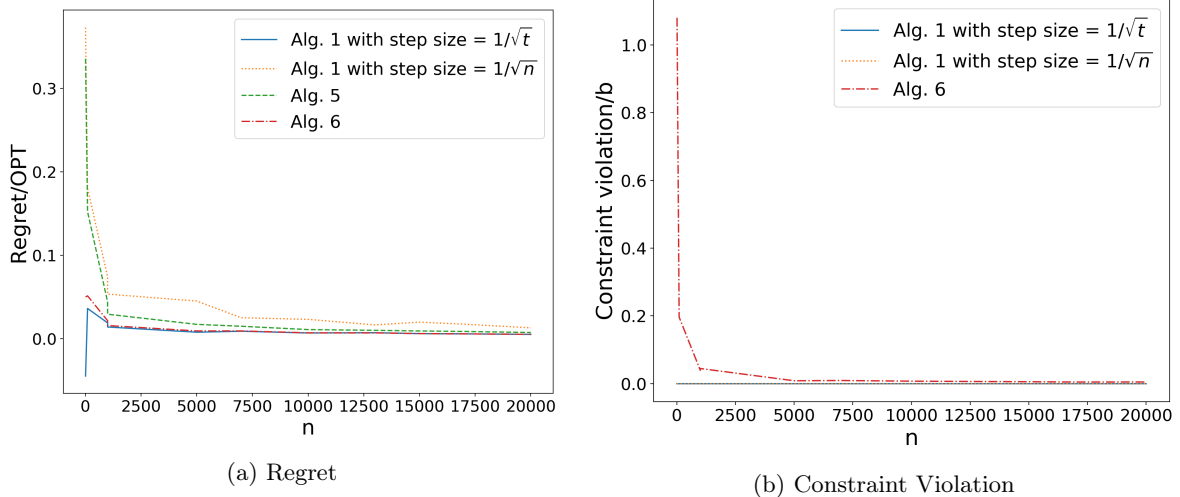 Alg. 1 with step size = 1/√t
Alg. 1 with step size = 1/√n
Alg. 5
Alg. 6
Regret/OPT
0.3
0.2
0.1
0.0
0 2500 5000 7500 10000 12500 15000 17500 20000
n
(a) Regret
Alg. 1 with step size = 1/√t
Alg. 1 with step size = 1/√n
Alg. 6
Constraint violation/b
1.0
0.8
0.6
0.4
0.2
0.0
0 2500 5000 7500 10000 12500 15000 17500 20000
n
(b) Constraint Violation